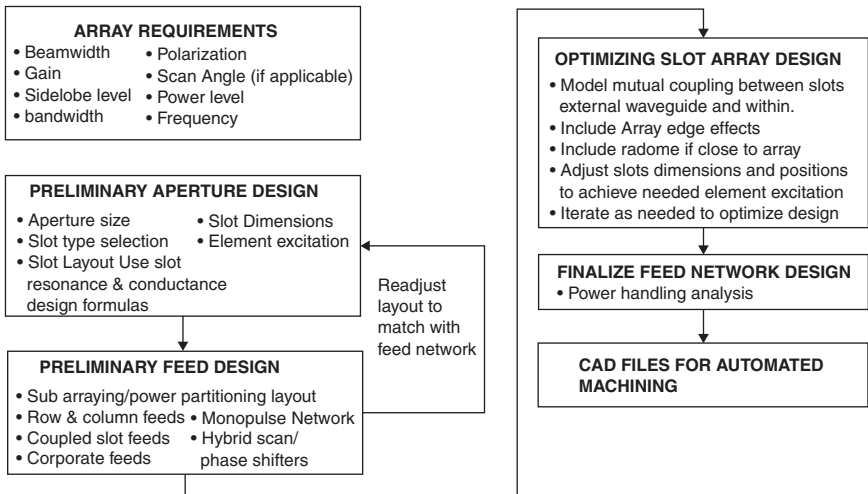 ARRAY REQUIREMENTS
• Beamwidth
• Gain
• Sidelobe level
• bandwidth
• Polarization
• Scan Angle (if applicable)
• Power level
• Frequency
PRELIMINARY APERTURE DESIGN
• Aperture size
• Slot type selection
• Slot Layout Use slot
resonance & conductance
design formulas
• Slot Dimensions
• Element excitation
Readjust
layout to
match with
feed network
PRELIMINARY FEED DESIGN
• Sub arraying/power partitioning layout
• Row & column feeds
• Coupled slot feeds
• Corporate feeds
• Monopulse Network
• Hybrid scan/
phase shifters
OPTIMIZING SLOT ARRAY DESIGN
• Model mutual coupling between slots
external waveguide and within.
• Include Array edge effects
• Include radome if close to array
• Adjust slots dimensions and positions
to achieve needed element excitation
• Iterate as needed to optimize design
FINALIZE FEED NETWORK DESIGN
• Power handling analysis
CAD FILES FOR AUTOMATED
MACHINING